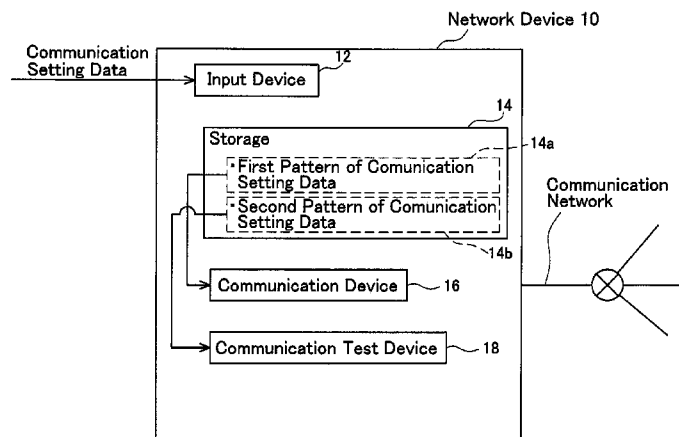 Network Device 10
Communication
Setting Data
12
Input Device
14
Storage
14a
・First Pattern of Comunication
Setting Data
・Second Pattern of Comunication
Setting Data
14b
Communication
Network
Communication Device
16
Communication Test Device
18